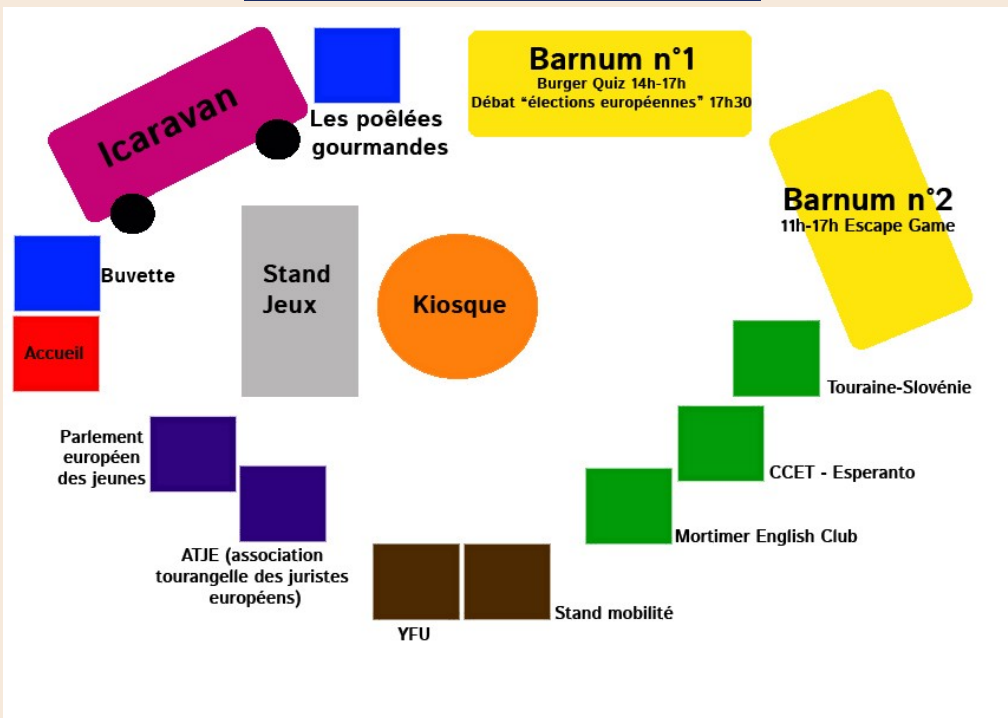 Icaravan
Les poêlées
gourmandes
Barnum n°1
Burger Quiz 14h-17h
Débat "élections européennes" 17h30
Barnum n°2
11h-17h Escape Game
Buvette
Accueil
Stand
Jeux
Kiosque
Touraine-Slovénie
CCET - Esperanto
Mortimer English Club
Parlement
européen
des jeunes
ATJE (association
tourangelle des juristes
européens)
YFU
Stand mobilité